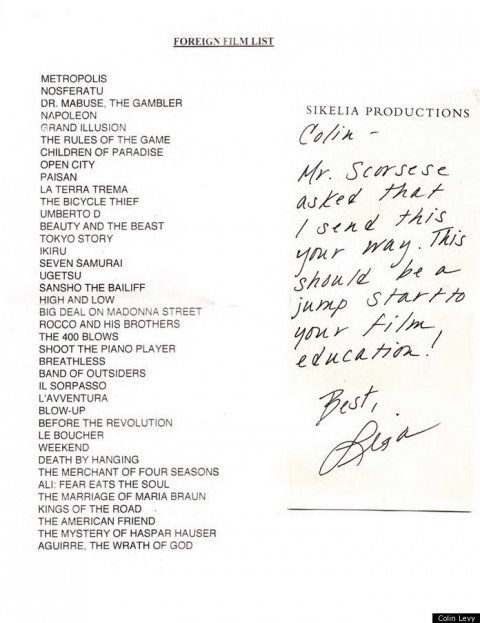 FOREIGN FILM LIST
METROPOLIS
NOSFERATU
DR. MABUSE, THE GAMBLER
NAPOLEON
GRAND ILLUSION
THE RULES OF THE GAME
CHILDREN OF PARADISE
OPEN CITY
PAISAN
LA TERRA TREMA
THE BICYCLE THIEF
UMBERTO D
BEAUTY AND THE BEAST
TOKYO STORY
IKIRU
SEVEN SAMURAI
UGETSU
SANSHO THE BAILIFF
HIGH AND LOW
BIG DEAL ON MADONNA STREET
ROCCO AND HIS BROTHERS
THE 400 BLOWS
SHOOT THE PIANO PLAYER
BREATHLESS
BAND OF OUTSIDERS
IL SORPASSO
L'AVVENTURA
BLOW-UP
BEFORE THE REVOLUTION
LE BOUCHER
WEEKEND
DEATH BY HANGING
THE MERCHANT OF FOUR SEASONS
ALI: FEAR EATS THE SOUL
THE MARRIAGE OF MARIA BRAUN
KINGS OF THE ROAD
THE AMERICAN FRIEND
THE MYSTERY OF HASPAR HAUSER
AGUIRRE, THE WRATH OF GOD
SIKELIA PRODUCTIONS
Colin -
Mr. Scorsese
asked that
I send this
your way. This
should be a
jump start to
your film
education!
Best,
Lisa
Colin Levy